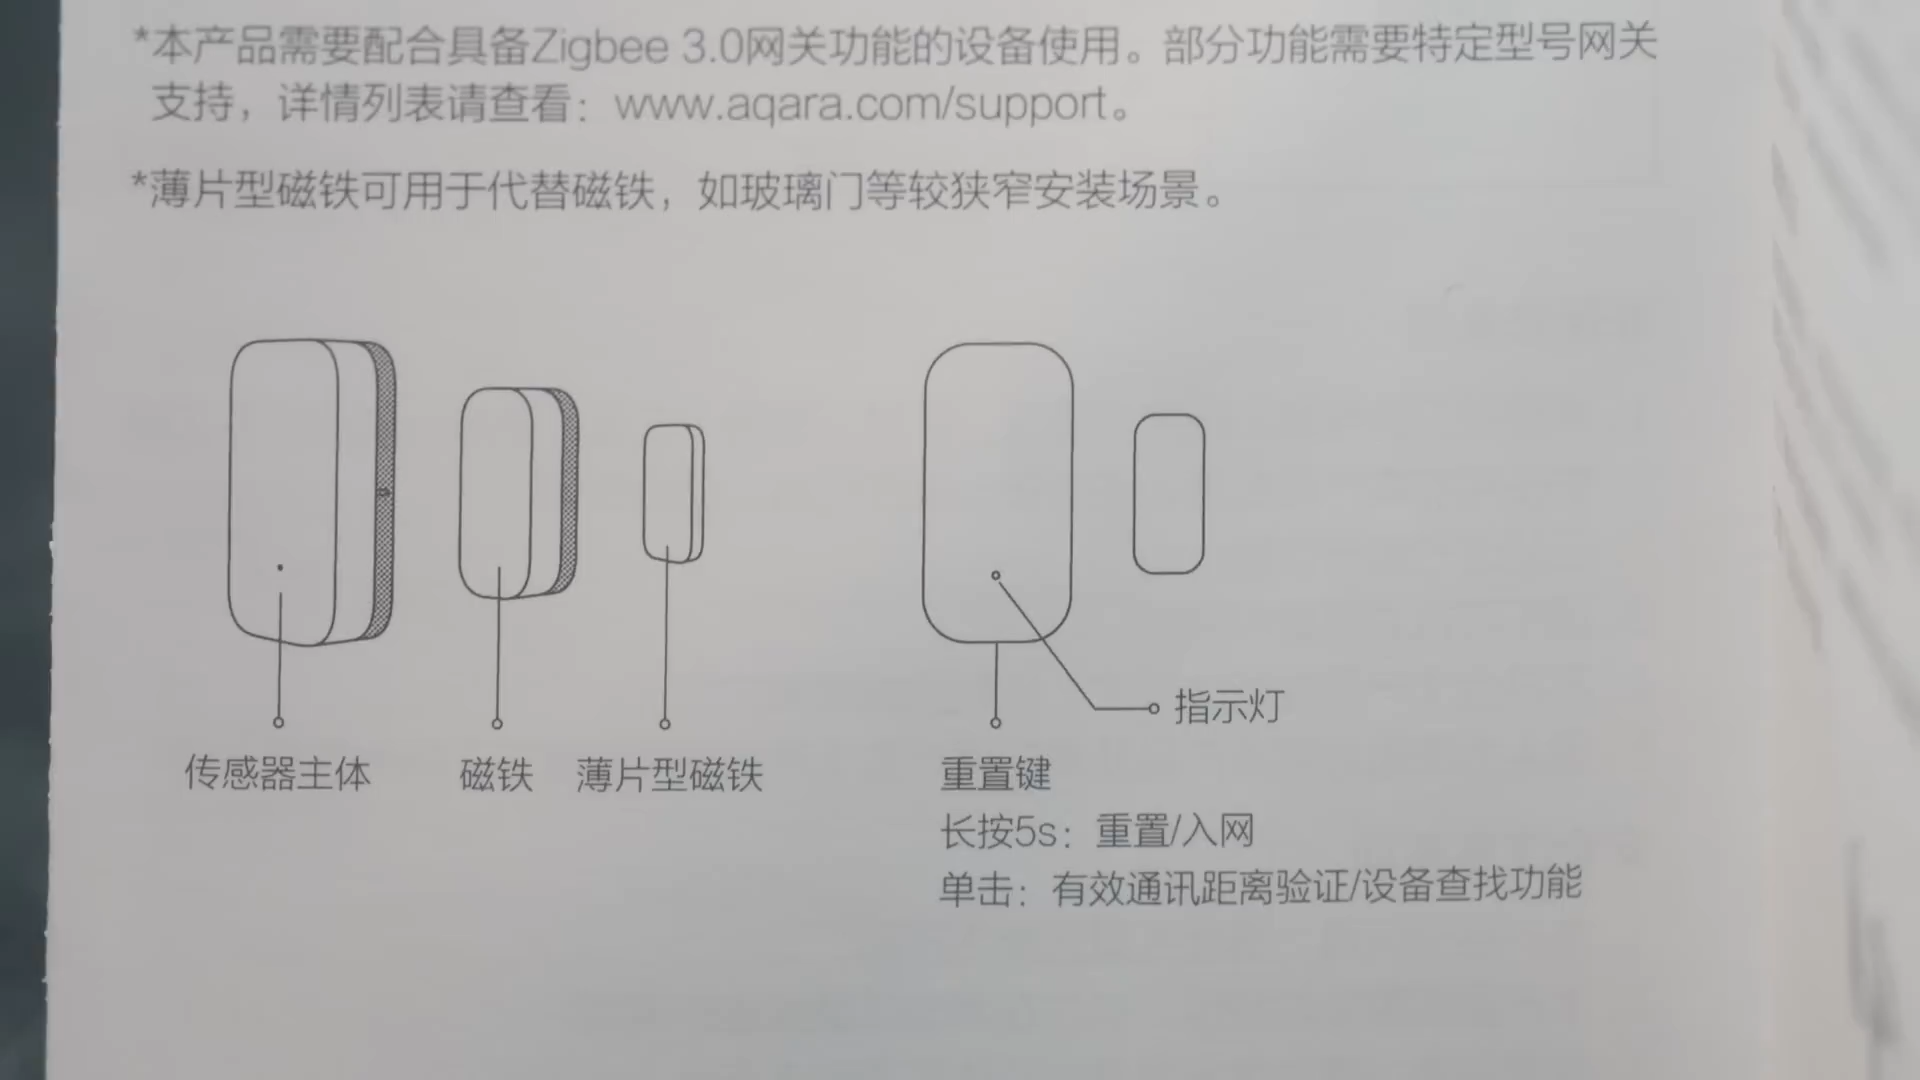 *本产品需要配合具备Zigbee 3.0网关功能的设备使用。部分功能需要特定型号网关
支持，详情列表请查看：www.aqara.com/support。
*薄片型磁铁可用于代替磁铁，如玻璃门等较狭窄安装场景。
指示灯
传感器主体 磁铁 薄片型磁铁 重置键
长按5s：重置/入网
单击：有效通讯距离验证/设备查找功能